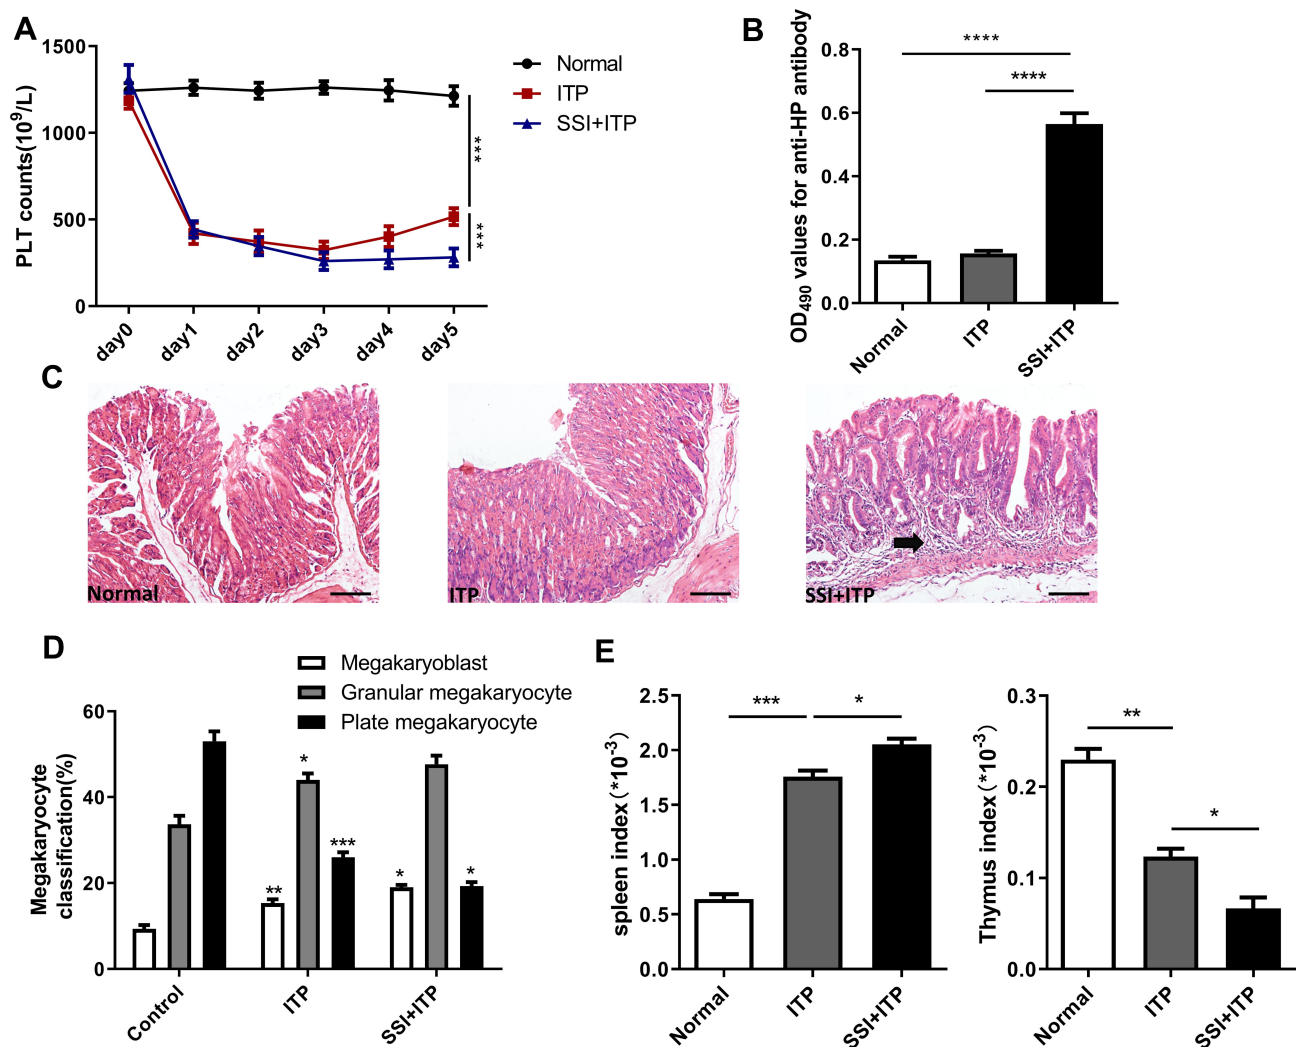 A
1500
1000
500
0
PLT counts(10^9/L)
day0
day1
day2
day3
day4
day5
Normal
ITP
SSI+ITP
***
***
B
0.8
0.6
0.4
0.2
0.0
OD490 values for anti-HP antibody
****
****
Normal
ITP
SSI+ITP
C
Normal
ITP
SSI+ITP
D
Megakaryoblast
Granular megakaryocyte
Plate megakaryocyte
60
40
20
0
Megakaryocyte
classification(%)
**
*
***
*
*
Control
ITP
SSI+ITP
E
2.5
2.0
1.5
1.0
0.5
0.0
spleen index (*10^-3)
***
*
Normal
ITP
SSI+ITP
0.3
0.2
0.1
0.0
Thymus index (*10^-3)
**
*
Normal
ITP
SSI+ITP